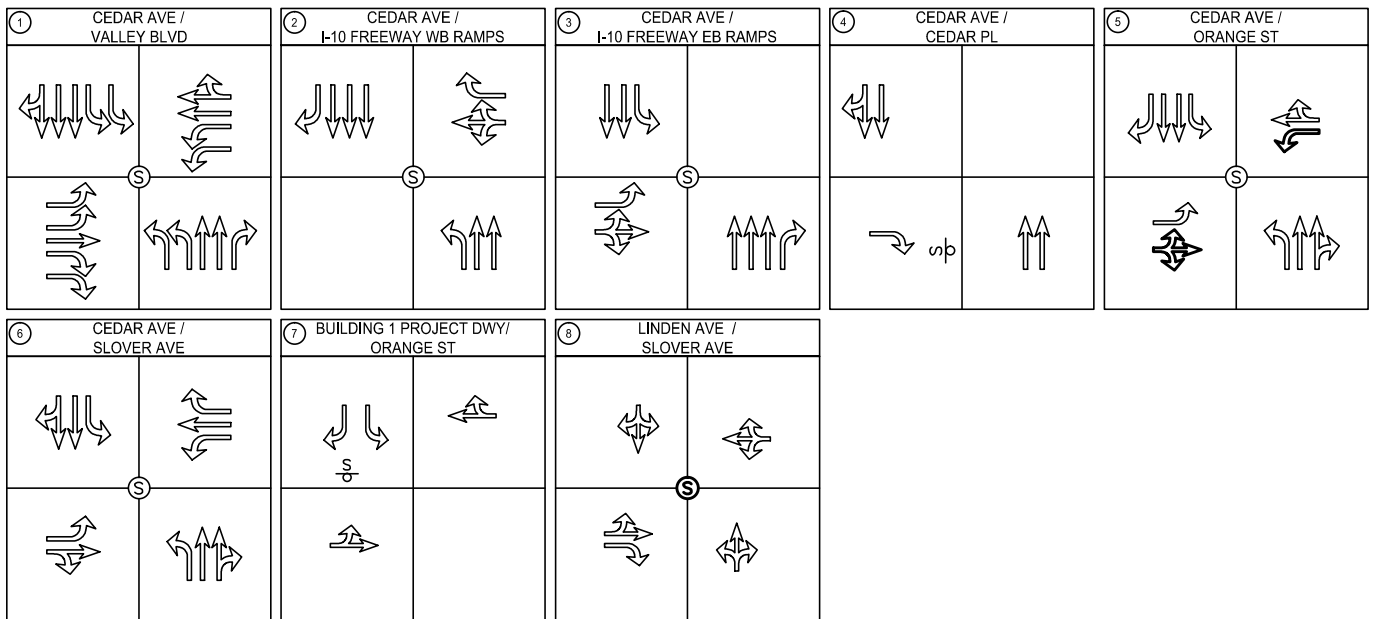 1
CEDAR AVE /
VALLEY BLVD
S
2
CEDAR AVE /
I-10 FREEWAY WB RAMPS
S
3
CEDAR AVE /
I-10 FREEWAY EB RAMPS
S
4
CEDAR AVE /
CEDAR PL
S
5
CEDAR AVE /
ORANGE ST
S
6
CEDAR AVE /
SLOVER AVE
S
7
BUILDING 1 PROJECT DWY/
ORANGE ST
S
8
LINDEN AVE /
SLOVER AVE
S